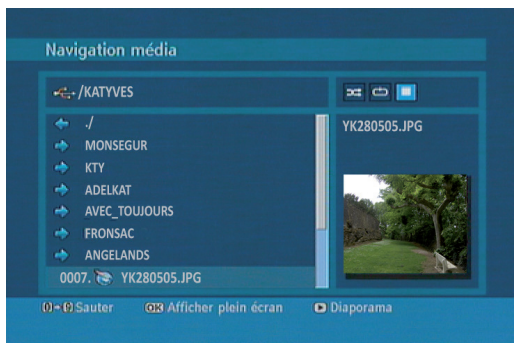 Navigation média
/KATYVES
./
MONSEGUR
KTY
ADELKAT
AVEC_TOUJOURS
FRONSAC
ANGELANDS
0007. YK280505.JPG
YK280505.JPG
0 - 9 Sauter OK Afficher plein écran Diaporama